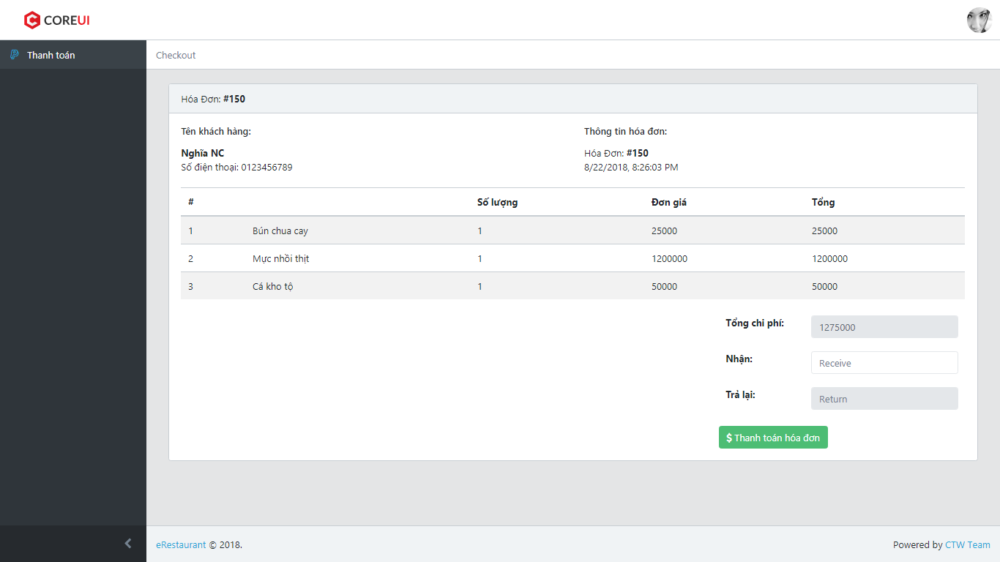 COREUI
Thanh toán
Checkout
Hóa Đơn: #150
Tên khách hàng:
Thông tin hóa đơn:
Nghĩa NC
Hóa Đơn: #150
Số điện thoại: 0123456789
8/22/2018, 8:26:03 PM
# Số lượng Đơn giá Tổng
1 Bún chua cay 1 25000 25000
2 Mực nhồi thịt 1 1200000 1200000
3 Cá kho tộ 1 50000 50000
Tổng chi phí: 1275000
Nhận: Receive
Trả lại: Return
$ Thanh toán hóa đơn
eRestaurant © 2018.
Powered by CTW Team